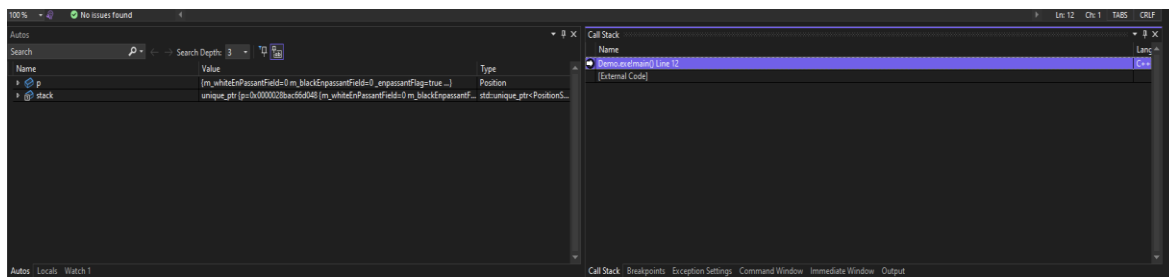 100 % No issues found Ln: 12 Ch: 1 TABS CRLF
Autos
Search Search Depth: 3
Name Value Type
p {m_whiteEnPassantField=0 m_blackEnpassantField=0 _enpassantFlag=true ...} Position
stack unique_ptr {p=0x0000028bac66d048 {m_whiteEnPassantField=0 m_blackEnpassantF... std::unique_ptr<PositionS...
Autos Locals Watch 1
Call Stack
Name Lang
Demo.exe!main() Line 12 C++
[External Code]
Call Stack Breakpoints Exception Settings Command Window Immediate Window Output